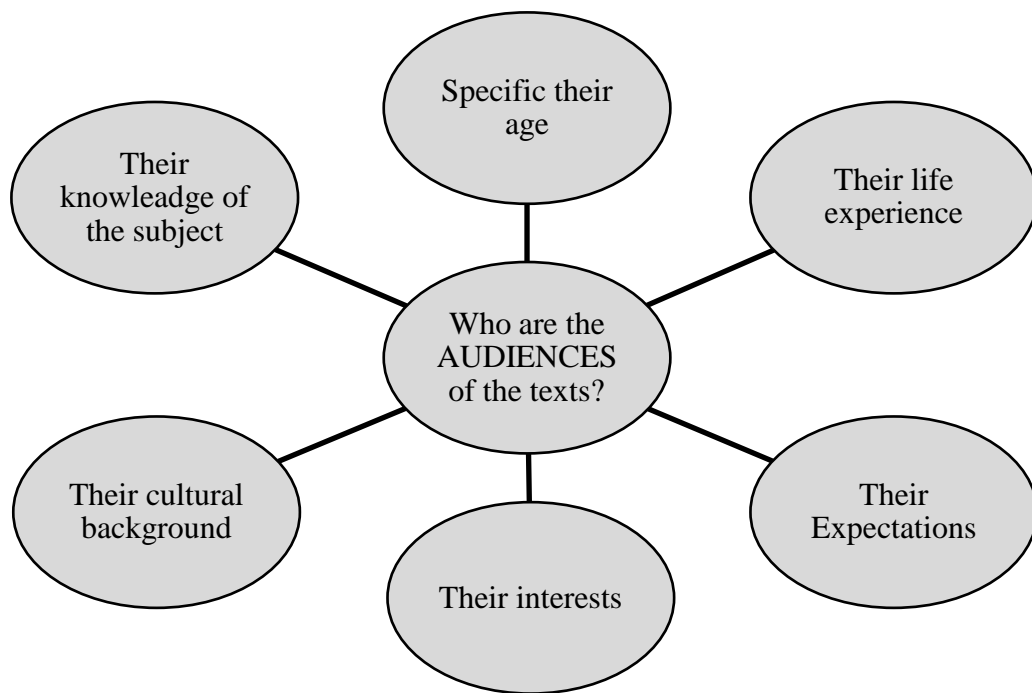 Specific their
age
Their
knowleadge of
the subject
Their life
experience
Who are the
AUDIENCES
of the texts?
Their cultural
background
Their
Expectations
Their interests